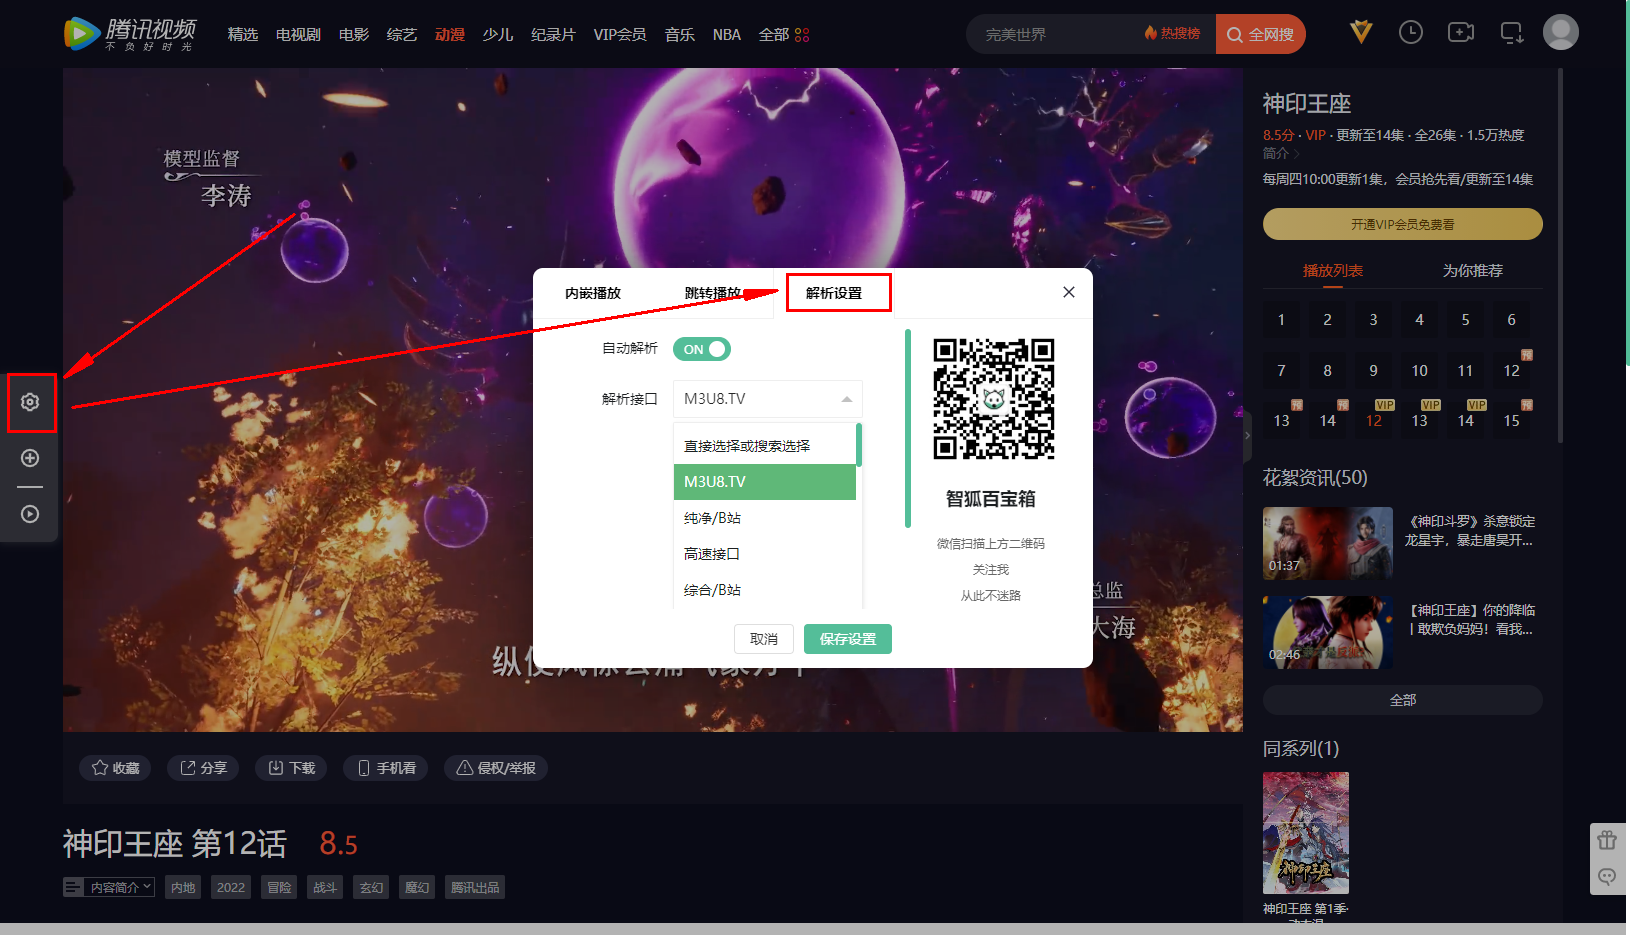 腾讯视频
不负好时光
精选 电视剧 电影 综艺 动漫 少儿 纪录片 VIP会员 音乐 NBA 全部
完美世界 热搜榜 全网搜
模型监督
李涛
神印王座
8.5分 · VIP · 更新至14集 · 全26集 · 1.5万热度
简介
每周四10:00更新1集，会员抢先看/更新至14集
开通VIP会员免费看
播放列表 为你推荐
1 2 3 4 5 6
预
7 8 9 10 11 12
预 预 VIP VIP VIP 预
13 14 12 13 14 15
内嵌播放 跳转播放 解析设置
自动解析 ON
解析接口 M3U8.TV
直接选择或搜索选择
M3U8.TV
纯净/B站
高速接口
综合/B站
智狐百宝箱
微信扫描上方二维码
关注我
从此不迷路
取消 保存设置
总监
大海
花絮资讯(50)
《神印斗罗》杀意锁定
龙星宇，暴走唐昊开...
01:37
【神印王座】你的降临
丨敢欺负妈妈！看我...
02:46
全部
同系列(1)
神印王座
神印王座 第1季·
收藏 分享 下载 手机看 侵权/举报
神印王座 第12话 8.5
内容简介 内地 2022 冒险 战斗 玄幻 魔幻 腾讯出品